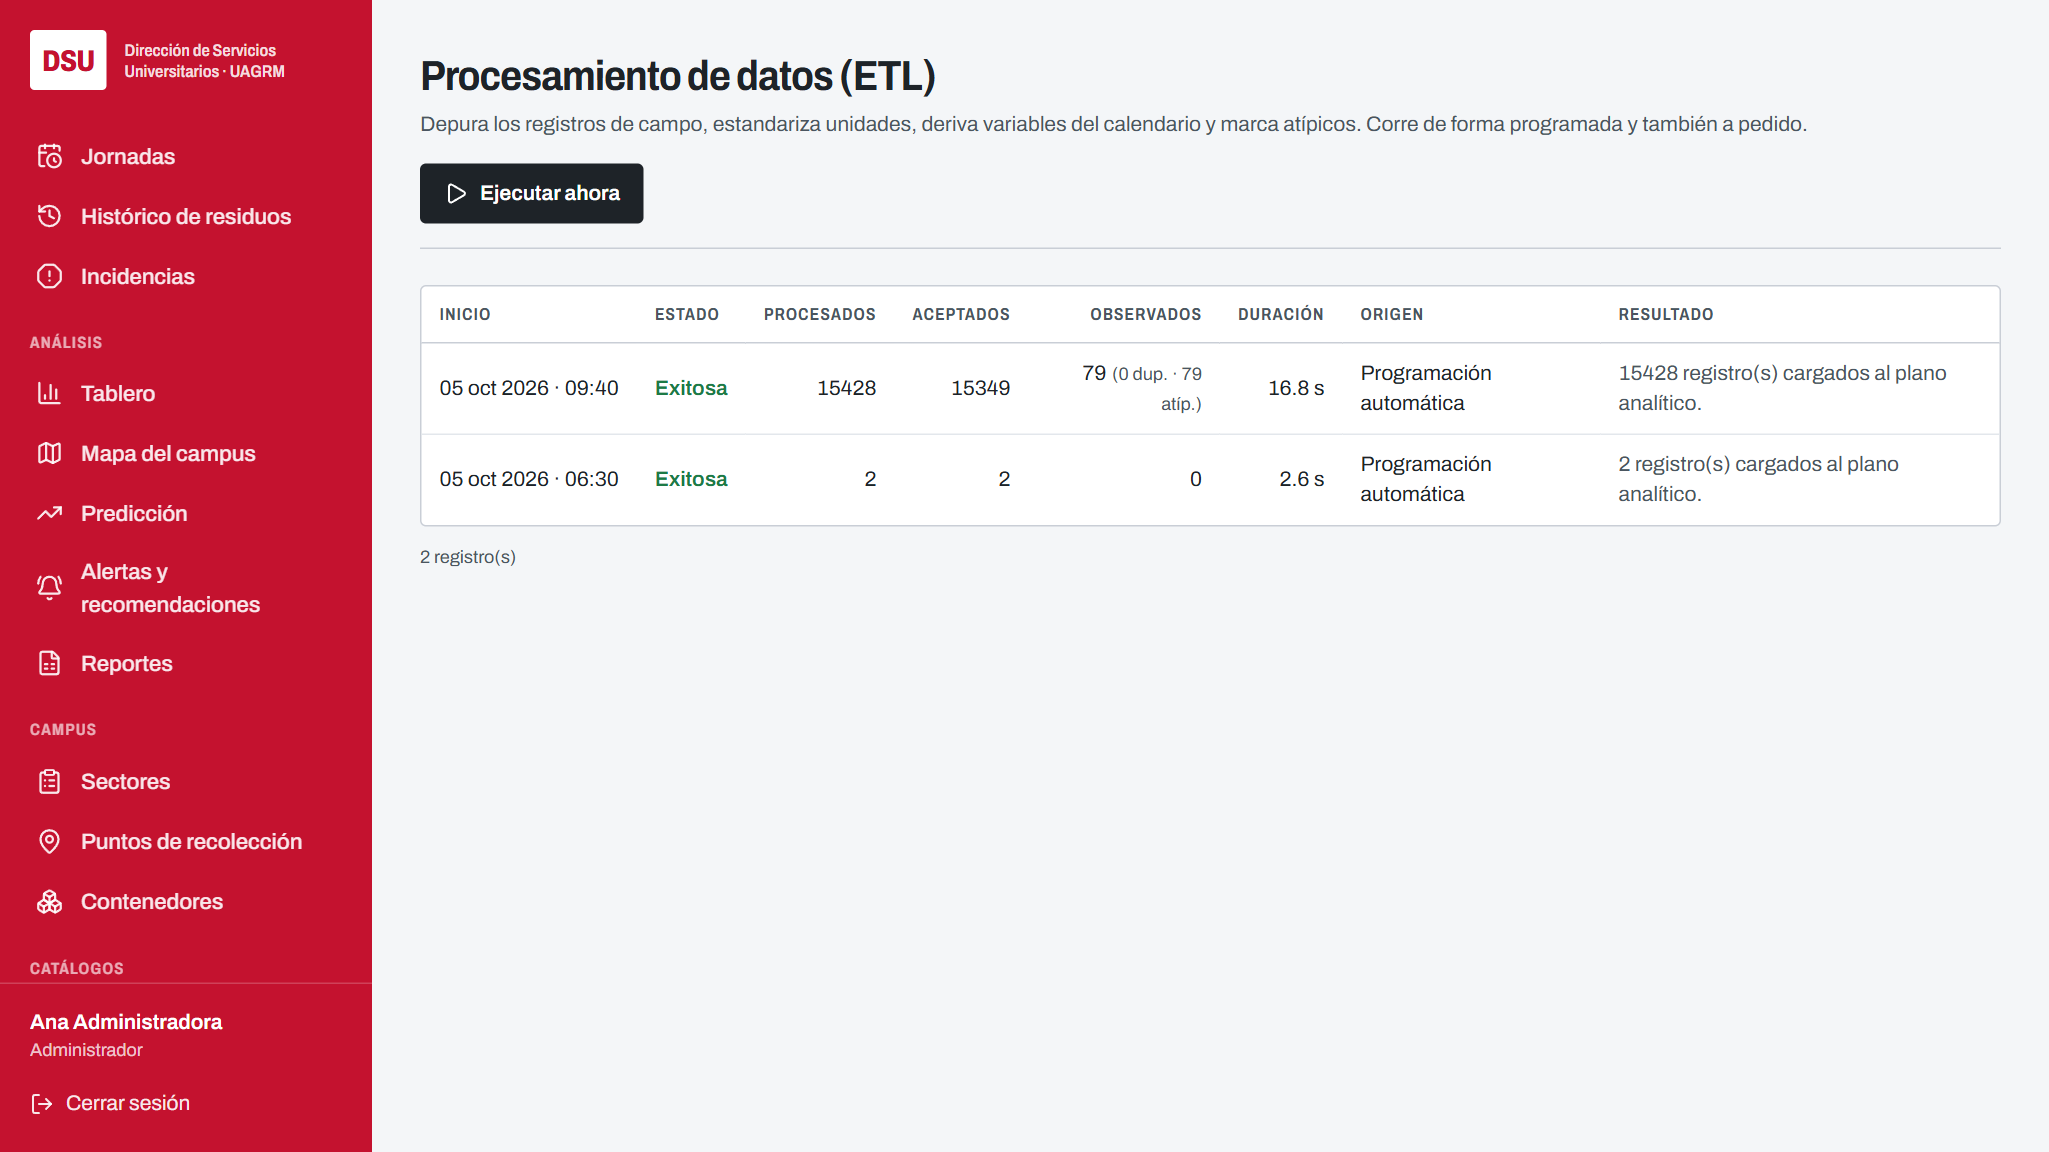 DSU
Dirección de Servicios
Universitarios · UAGRM
Jornadas
Histórico de residuos
Incidencias
ANÁLISIS
Tablero
Mapa del campus
Predicción
Alertas y
recomendaciones
Reportes
CAMPUS
Sectores
Puntos de recolección
Contenedores
CATÁLOGOS
Ana Administradora
Administrador
Cerrar sesión
Procesamiento de datos (ETL)
Depura los registros de campo, estandariza unidades, deriva variables del calendario y marca atípicos. Corre de forma programada y también a pedido.
Ejecutar ahora
INICIO ESTADO PROCESADOS ACEPTADOS OBSERVADOS DURACIÓN ORIGEN RESULTADO
05 oct 2026 · 09:40 Exitosa 15428 15349 79 (0 dup. · 79 atíp.) 16.8 s Programación automática 15428 registro(s) cargados al plano analítico.
05 oct 2026 · 06:30 Exitosa 2 2 0 2.6 s Programación automática 2 registro(s) cargados al plano analítico.
2 registro(s)